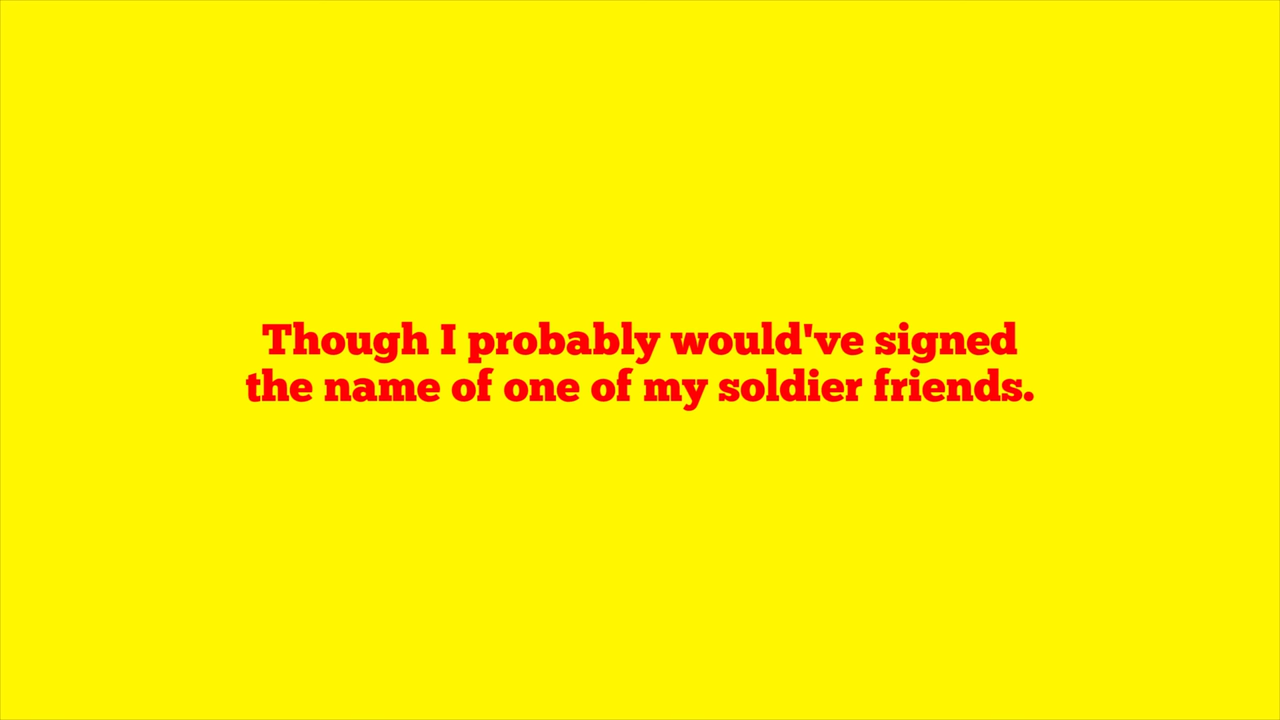 Though I probably would've signed
the name of one of my soldier friends.